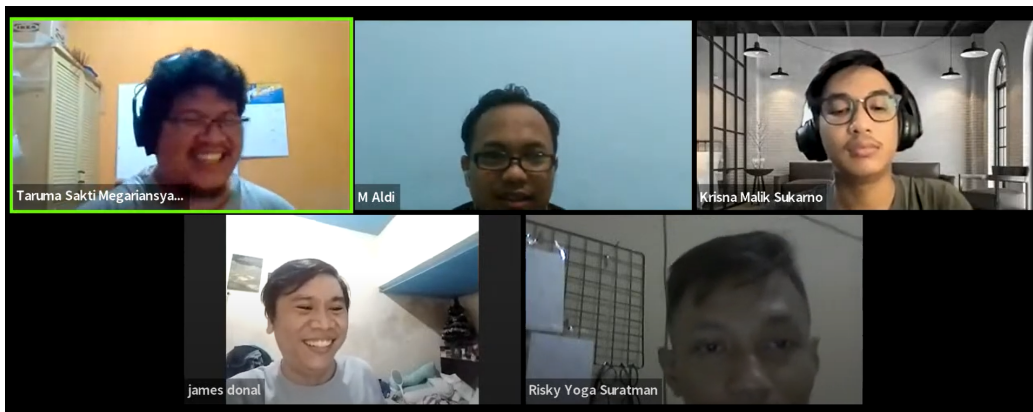 Taruma Sakti Megariansya...
M Aldi
Krisna Malik Sukarno
james donal
Risky Yoga Suratman